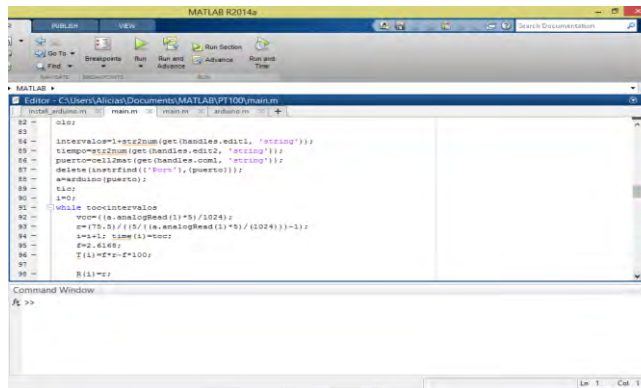 MATLAB R2014a
PUBLISH VIEW
Search Documentation
Go To
Find
Breakpoints
Run
Run and Advance
Run Section
Advance
Run and Time
NAVIGATE BREAKPOINTS RUN
MATLAB
Editor - C:\Users\Alicias\Documents\MATLAB\PT100\main.m
install_arduino.m main.m main.m arduino.m +
82 clc;
83
84 intervalos=1+str2num(get(handles.edit1, 'string'));
85 tiempo=str2num(get(handles.edit2, 'string'));
86 puerto=cell2mat(get(handles.com1, 'string'));
87 delete(instrfind({'Port'},{puerto}));
88 a=arduino(puerto);
89 tic;
90 i=0;
91 while toc<intervalos
92 vcc=((a.analogRead(1)*5)/1024);
93 r=(75.5)/((5/((a.analogRead(1)*5)/(1024)))-1);
94 i=i+1; time(i)=toc;
95 f=2.6168;
96 T(i)=f*r-f*100;
97
98 R(i)=r;
Command Window
fx >>
Ln 1 Col 1